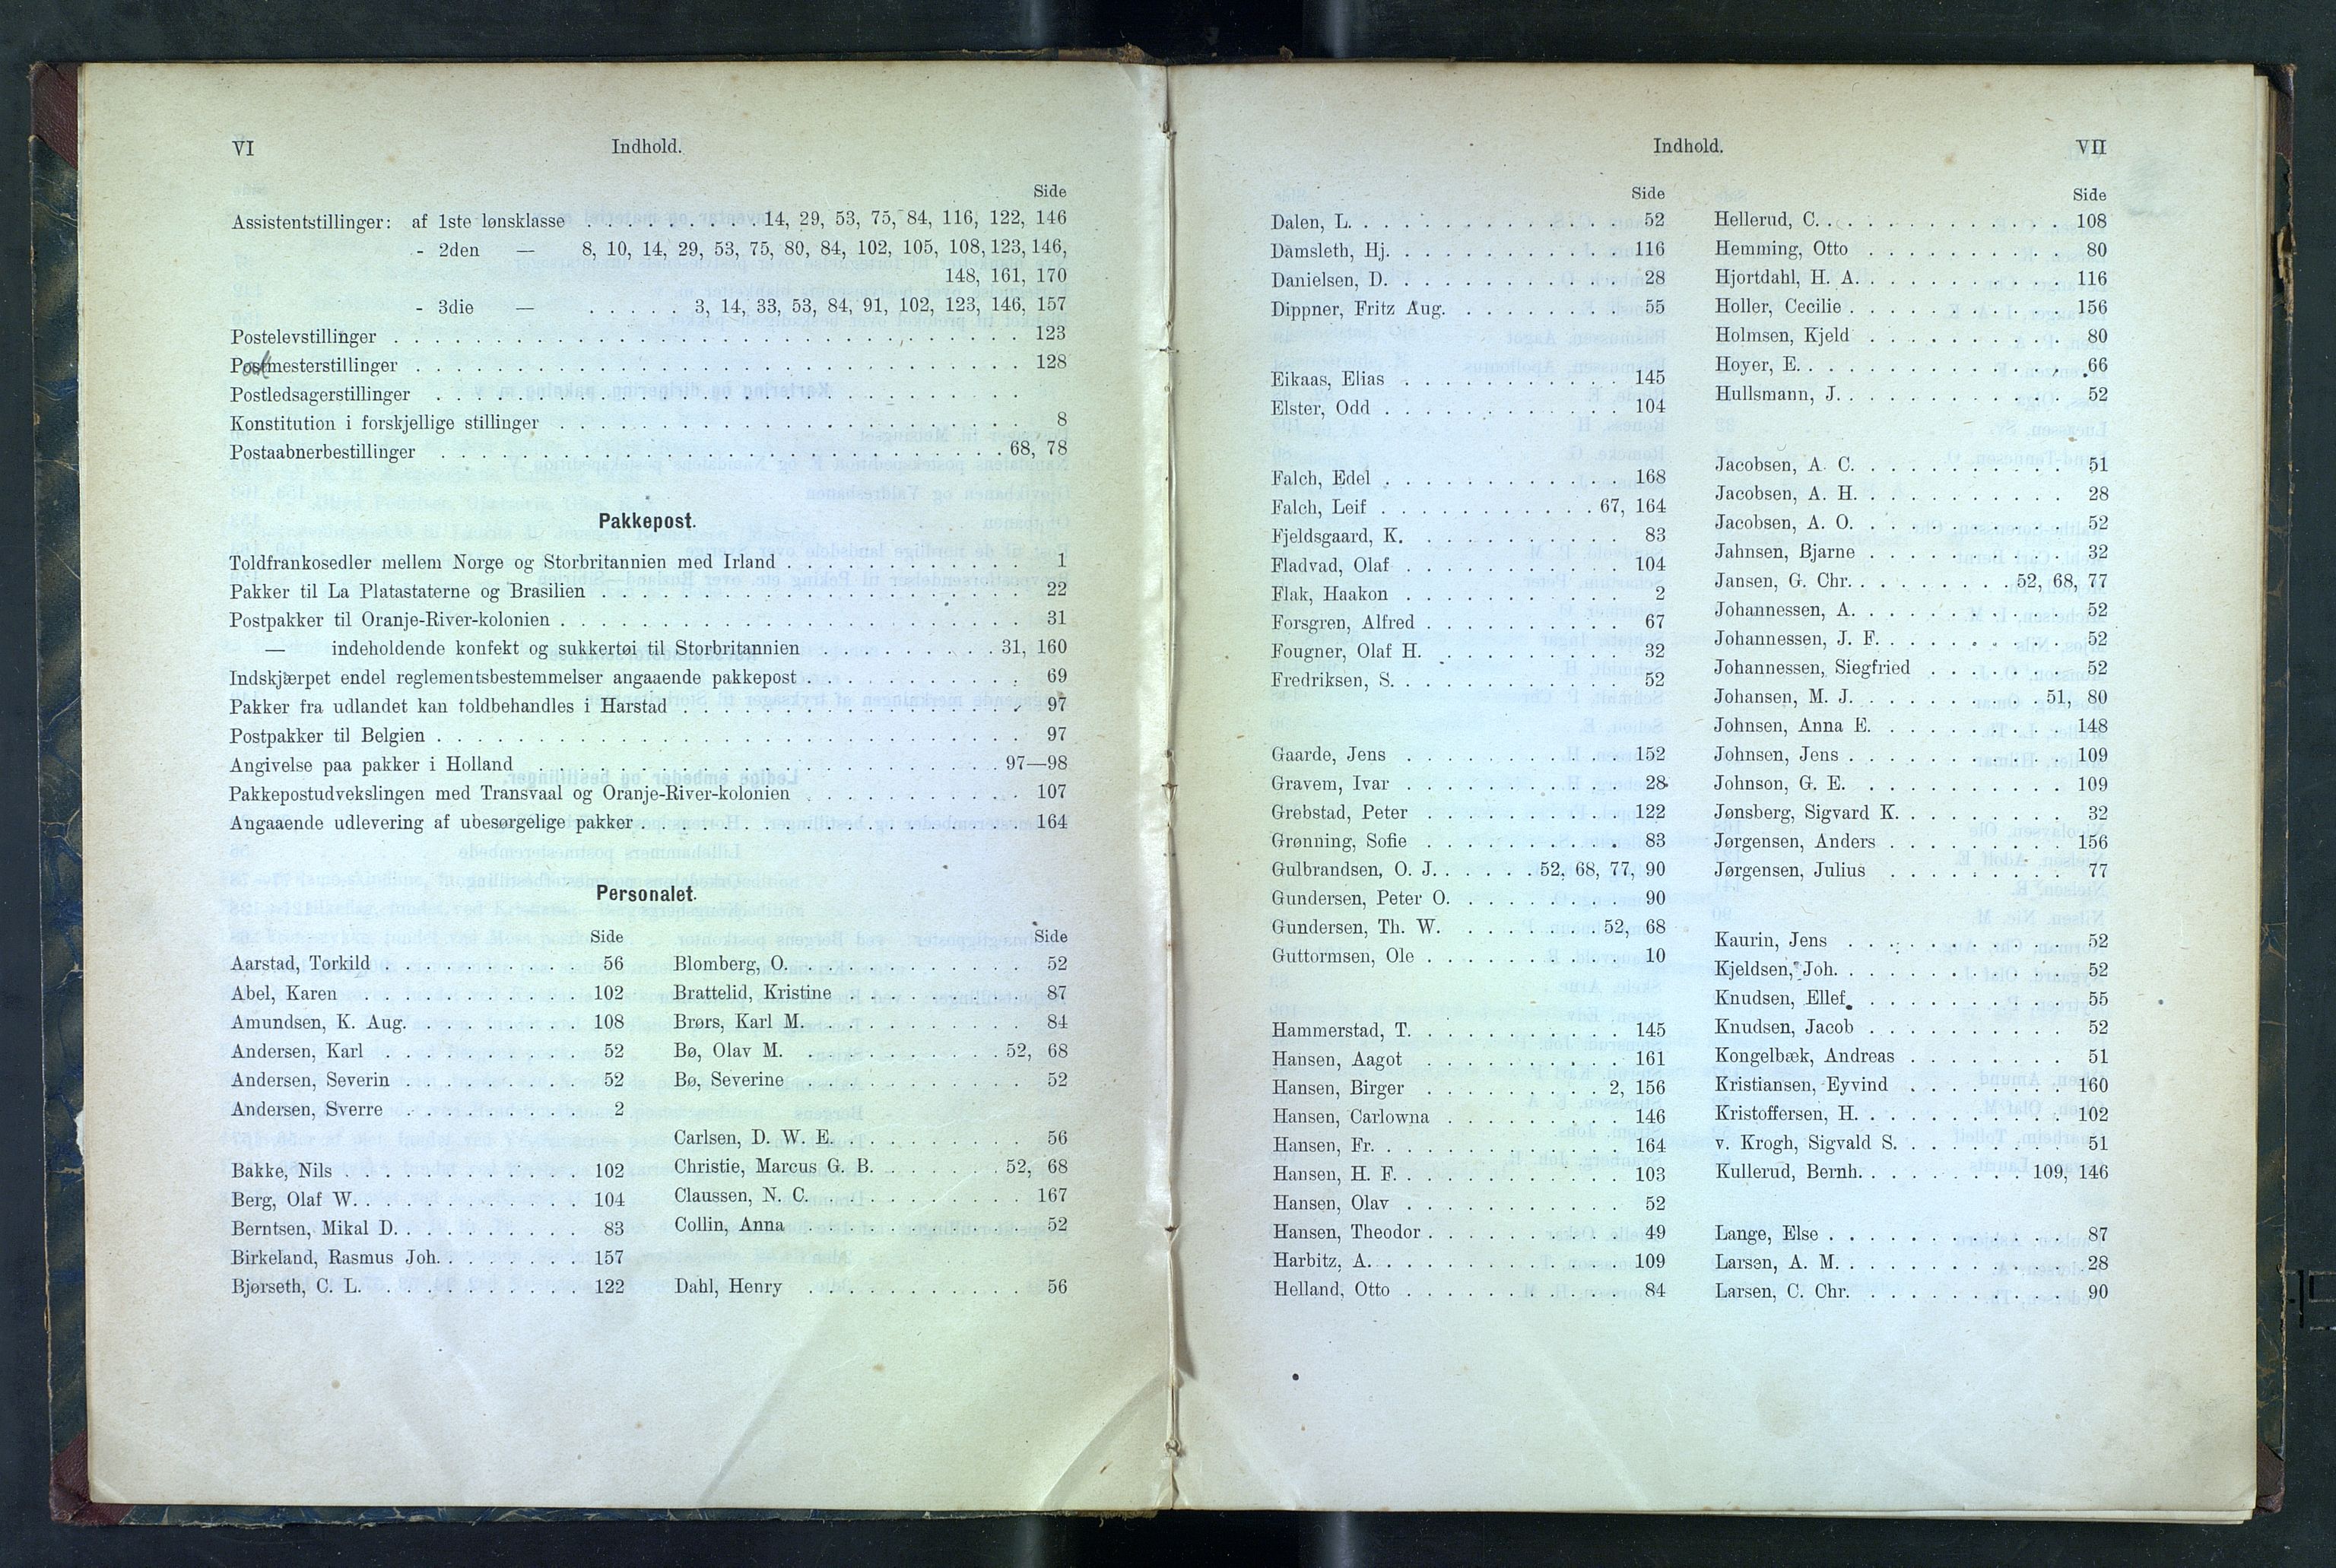 VI Indhold.
Side
Assistentstillinger: af 1ste lønsklasse . . . . . . . . . 14, 29, 53, 75, 84, 116, 122, 146
- 2den — 8, 10, 14, 29, 53, 75, 80, 84, 102, 105, 108, 123, 146,
148, 161, 170
- 3die — . . . . . 3, 14, 33, 53, 84, 91, 102, 123, 146, 157
Postelevstillinger . . . 123
Postmesterstillinger . . . 128
Postledsagerstillinger . . .
Konstitution i forskjellige stillinger . . . 8
Postaabnerbestillinger . . . 68, 78
Pakkepost.
Toldfrankosedler mellem Norge og Storbritannien med Irland . . . 1
Pakker til La Platastaterne og Brasilien . . . 22
Postpakker til Oranje-River-kolonien . . . 31
— indeholdende konfekt og sukkertøi til Storbritannien . . . 31, 160
Indskjærpet endel reglementsbestemmelser angaaende pakkepost . . . 69
Pakker fra udlandet kan toldbehandles i Harstad . . . 97
Postpakker til Belgien . . . 97
Angivelse paa pakker i Holland . . . 97—98
Pakkepostudvekslingen med Transvaal og Oranje-River-kolonien . . . 107
Angaaende udlevering af ubesørgelige pakker . . . 164
Personalet.
Side
Aarstad, Torkild . . . 56
Abel, Karen . . . 102
Amundsen, K. Aug. . . . 108
Andersen, Karl . . . 52
Andersen, Severin . . . 52
Andersen, Sverre . . . 2
Bakke, Nils . . . 102
Berg, Olaf W. . . . 104
Berntsen, Mikal D. . . . 83
Birkeland, Rasmus Joh. . . . 157
Bjørseth, C. L. . . . 122
Side
Blomberg, O. . . . 52
Brattelid, Kristine . . . 87
Brørs, Karl M. . . . 84
Bø, Olav M. . . . 52, 68
Bø, Severine . . . 52
Carlsen, D. W. E. . . . 56
Christie, Marcus G. B. . . . 52, 68
Claussen, N. C. . . . 167
Collin, Anna . . . 52
Dahl, Henry . . . 56
Indhold. VII
Side
Dalen, L. . . . 52
Damsleth, Hj. . . . 116
Danielsen, D. . . . 28
Dippner, Fritz Aug. . . . 55
Eikaas, Elias . . . 145
Elster, Odd . . . 104
Falch, Edel . . . 168
Falch, Leif . . . 67, 164
Fjeldsgaard, K. . . . 83
Fladvad, Olaf . . . 104
Flak, Haakon . . . 2
Forsgren, Alfred . . . 67
Fougner, Olaf H. . . . 32
Fredriksen, S. . . . 52
Gaarde, Jens . . . 152
Gravem, Ivar . . . 28
Grebstad, Peter . . . 122
Grønning, Sofie . . . 83
Gulbrandsen, O. J. . . . 52, 68, 77, 90
Gundersen, Peter O. . . . 90
Gundersen, Th. W. . . . 52, 68
Guttormsen, Ole . . . 10
Hammerstad, T. . . . 145
Hansen, Aagot . . . 161
Hansen, Birger . . . 2, 156
Hansen, Carlowna . . . 146
Hansen, Fr. . . . 164
Hansen, H. F. . . . 103
Hansen, Olav . . . 52
Hansen, Theodor . . . 49
Harbitz, A. . . . 109
Helland, Otto . . . 84
Side
Hellerud, C. . . . 108
Hemming, Otto . . . 80
Hjortdahl, H. A. . . . 116
Holler, Cecilie . . . 156
Holmsen, Kjeld . . . 80
Hoyer, E. . . . 66
Hullsmann, J. . . . 52
Jacobsen, A. C. . . . 51
Jacobsen, A. H. . . . 28
Jacobsen, A. O. . . . 52
Jahnsen, Bjarne . . . 32
Jansen, G. Chr. . . . 52, 68, 77
Johannessen, A. . . . 52
Johannessen, J. F. . . . 52
Johannessen, Siegfried . . . 52
Johansen, M. J. . . . 51, 80
Johnsen, Anna E. . . . 148
Johnsen, Jens . . . 109
Johnson, G. E. . . . 109
Jønsberg, Sigvard K. . . . 32
Jørgensen, Anders . . . 156
Jørgensen, Julius . . . 77
Kaurin, Jens . . . 52
Kjeldsen, Joh. . . . 52
Knudsen, Ellef . . . 55
Knudsen, Jacob . . . 52
Kongelbæk, Andreas . . . 51
Kristiansen, Eyvind . . . 160
Kristoffersen, H. . . . 102
v. Krogh, Sigvald S. . . . 51
Kullerud, Bernh. . . . 109, 146
Lange, Else . . . 87
Larsen, A. M. . . . 28
Larsen, C. Chr. . . . 90